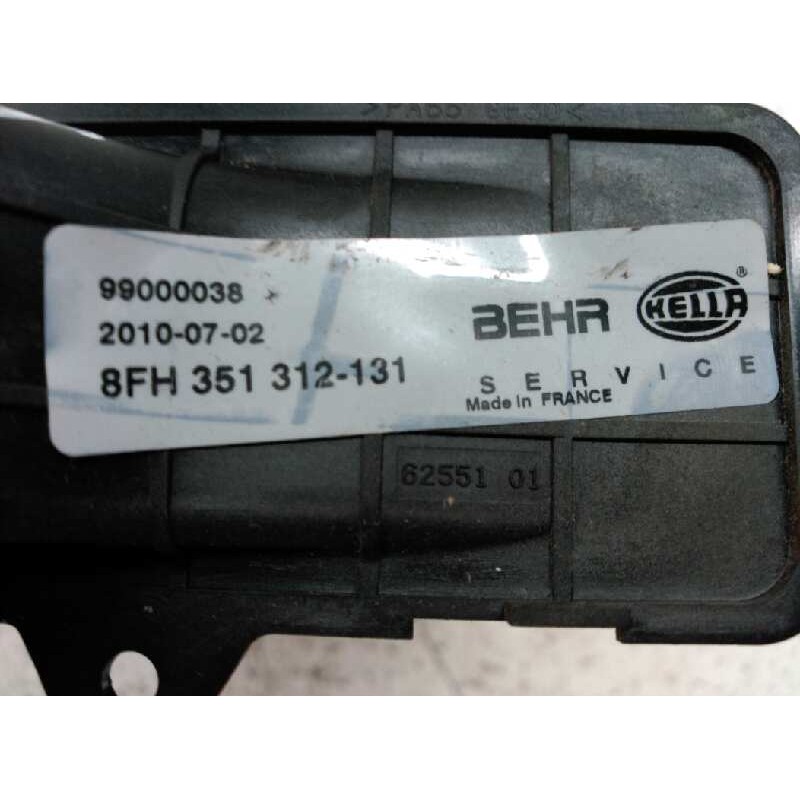 99000038
2010-07-02
8FH 351 312-131
BEHR HELLA ®
SERVICE
Made in FRANCE
62551 01